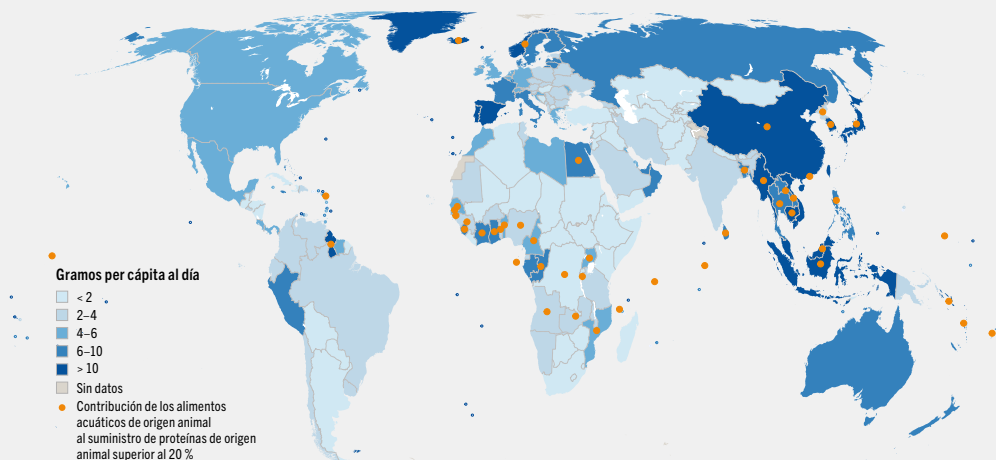 Gramos per cápita al día
< 2
2–4
4–6
6–10
> 10
Sin datos
Contribución de los alimentos
acuáticos de origen animal
al suministro de proteínas de origen
animal superior al 20 %